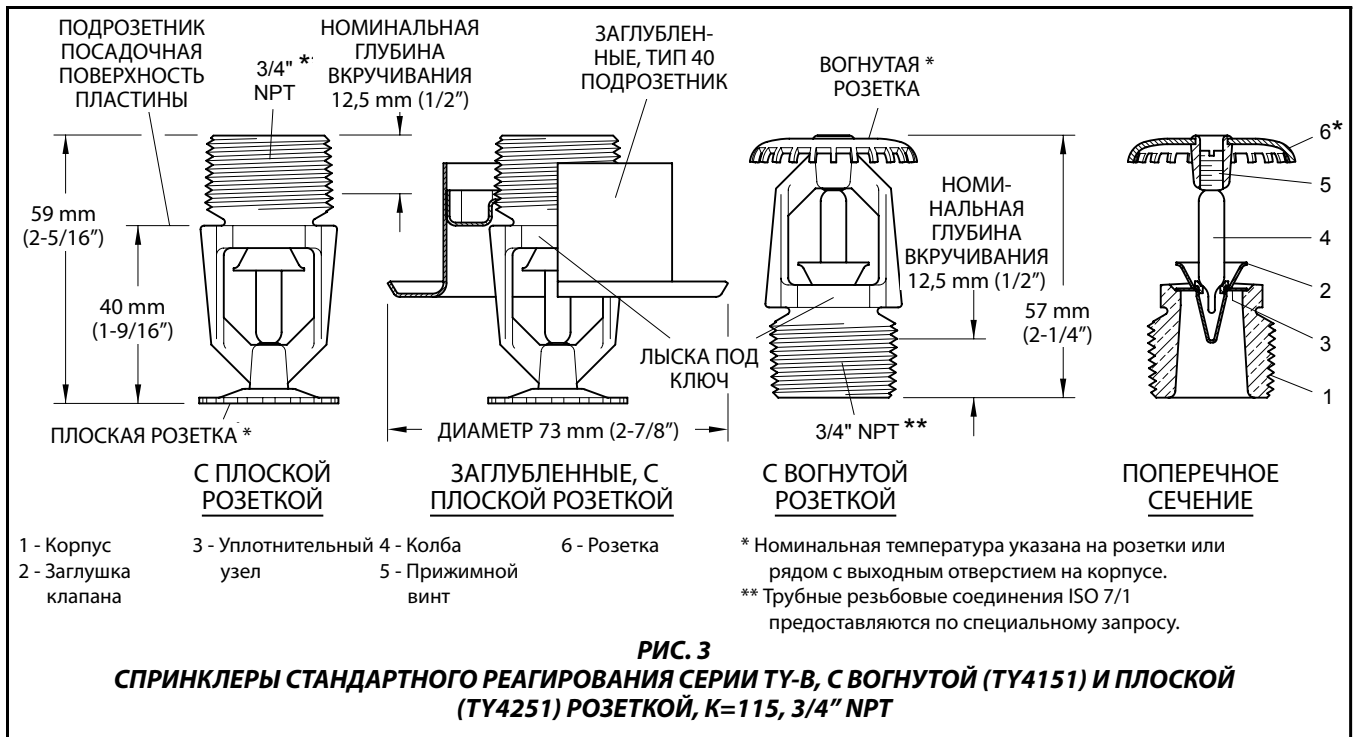 ПОДРОЗЕТНИК
ПОСАДОЧНАЯ
ПОВЕРХНОСТЬ
ПЛАСТИНЫ
3/4" **
NPT
НОМИНАЛЬНАЯ
ГЛУБИНА
ВКРУЧИВАНИЯ
12,5 mm (1/2”)
ЗАГЛУБЛЕН-
НЫЕ, ТИП 40
ПОДРОЗЕТНИК
ВОГНУТАЯ *
РОЗЕТКА
59 mm
(2-5/16”)
40 mm
(1-9/16”)
ПЛОСКАЯ РОЗЕТКА *
ДИАМЕТР 73 mm (2-7/8”)
ЛЫСКА ПОД
КЛЮЧ
НОМИ-
НАЛЬНАЯ
ГЛУБИНА
ВКРУЧИВАНИЯ
12,5 mm (1/2”)
57 mm
(2-1/4”)
3/4" NPT **
6*
5
4
2
3
1
С ПЛОСКОЙ
РОЗЕТКОЙ
ЗАГЛУБЛЕННЫЕ, С
ПЛОСКОЙ РОЗЕТКОЙ
С ВОГНУТОЙ
РОЗЕТКОЙ
ПОПЕРЕЧНОЕ
СЕЧЕНИЕ
1 - Корпус
2 - Заглушка
клапана
3 - Уплотнительный
узел
4 - Колба
5 - Прижимной
винт
6 - Розетка
* Номинальная температура указана на розетки или
рядом с выходным отверстием на корпусе.
** Трубные резьбовые соединения ISO 7/1
предоставляются по специальному запросу.
РИС. 3
СПРИНКЛЕРЫ СТАНДАРТНОГО РЕАГИРОВАНИЯ СЕРИИ TY-B, С ВОГНУТОЙ (TY4151) И ПЛОСКОЙ
(TY4251) РОЗЕТКОЙ, K=115, 3/4” NPT